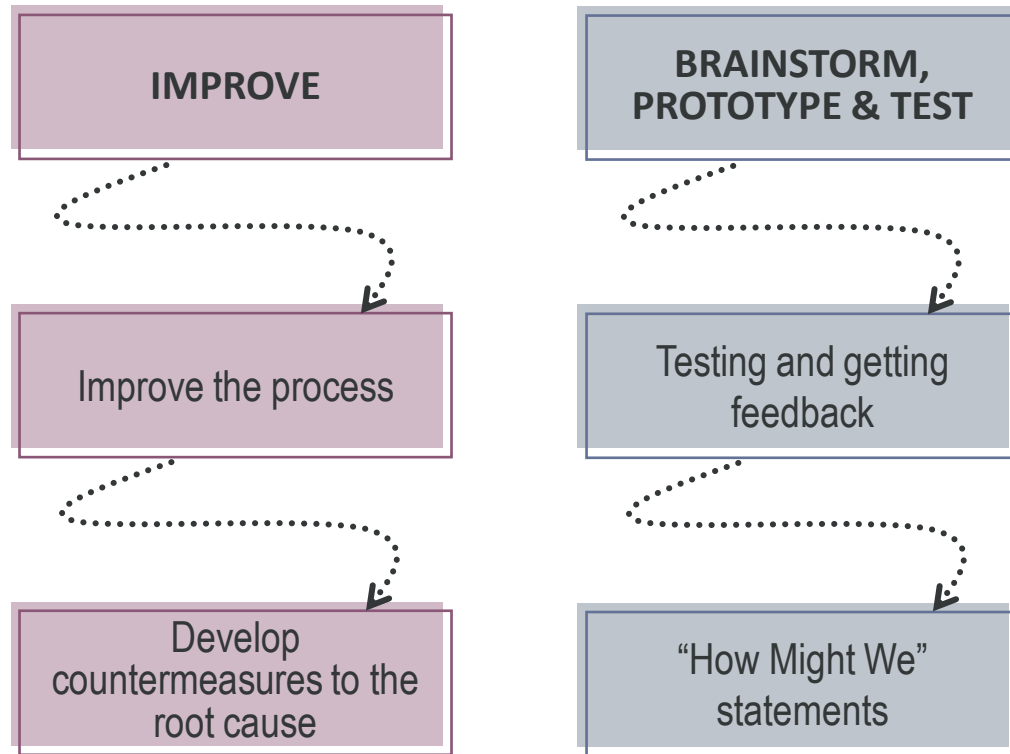 IMPROVE
BRAINSTORM,
PROTOTYPE & TEST
Improve the process
Testing and getting
feedback
Develop
countermeasures to the
root cause
“How Might We”
statements